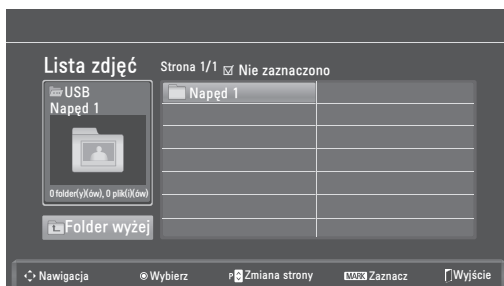 Lista zdjęć
Strona 1/1 Nie zaznaczono
USB
Napęd 1
Napęd 1
0 folder(y)(ów), 0 plik(i)(ów)
Folder wyżej
Nawigacja Wybierz P Zmiana strony MARK Zaznacz Wyjście